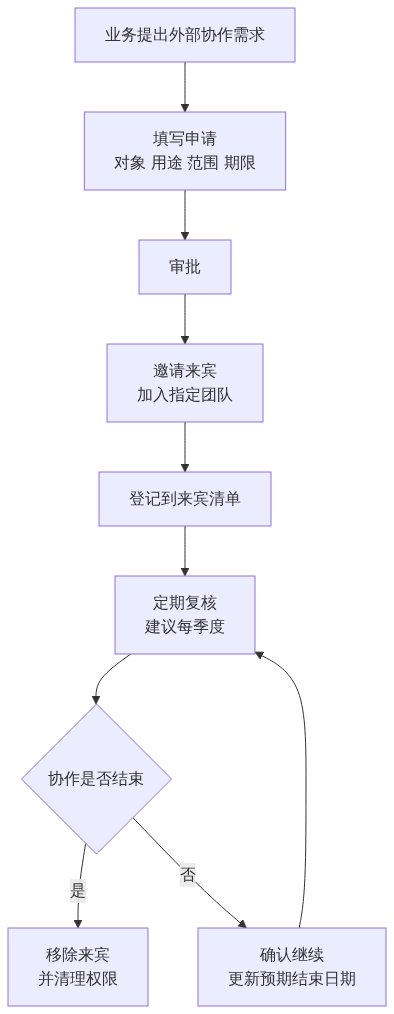 业务提出外部协作需求
填写申请
对象 用途 范围 期限
审批
邀请来宾
加入指定团队
登记到来宾清单
定期复核
建议每季度
协作是否结束
是
否
移除来宾
并清理权限
确认继续
更新预期结束日期